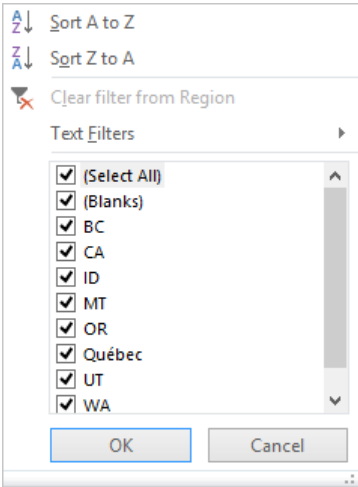 Sort A to Z
Sort Z to A
Clear filter from Region
Text Filters
(Select All)
(Blanks)
BC
CA
ID
MT
OR
Québec
UT
WA
OK
Cancel